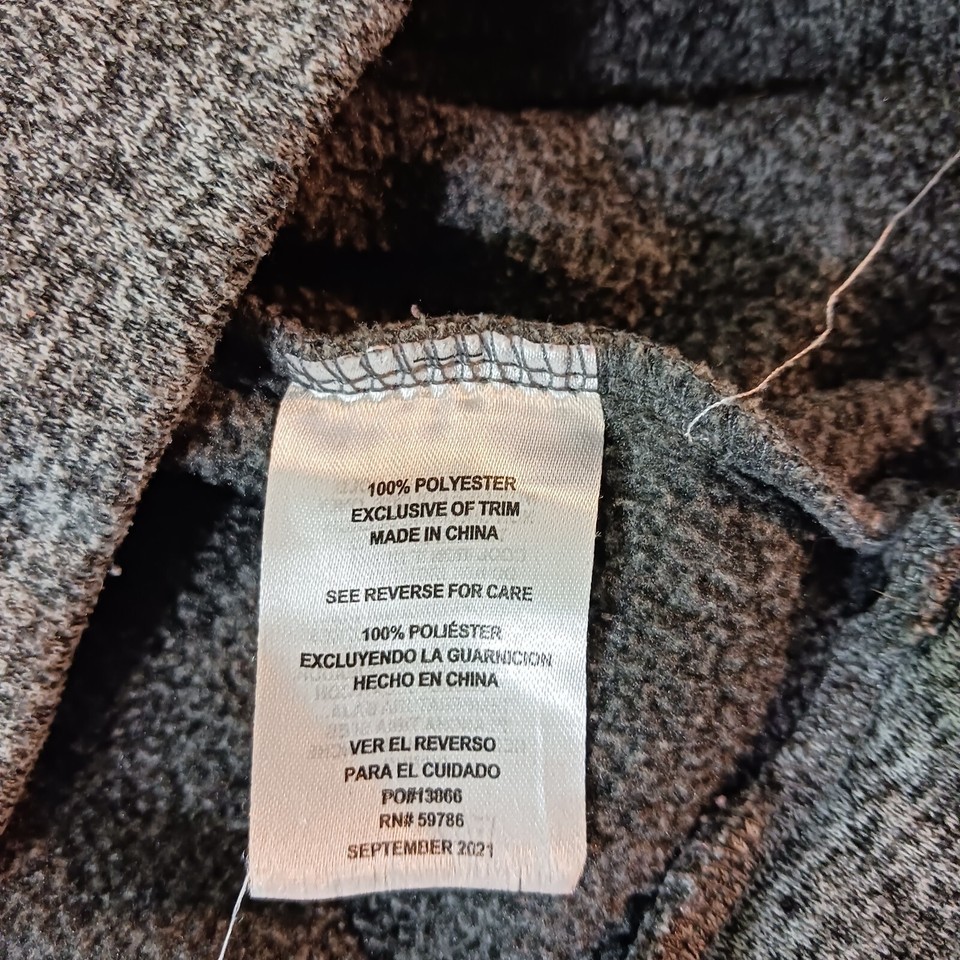 100% POLYESTER
EXCLUSIVE OF TRIM
MADE IN CHINA
SEE REVERSE FOR CARE
100% POLIÉSTER
EXCLUYENDO LA GUARNICION
HECHO EN CHINA
VER EL REVERSO
PARA EL CUIDADO
PO#13866
RN# 59786
SEPTEMBER 2021